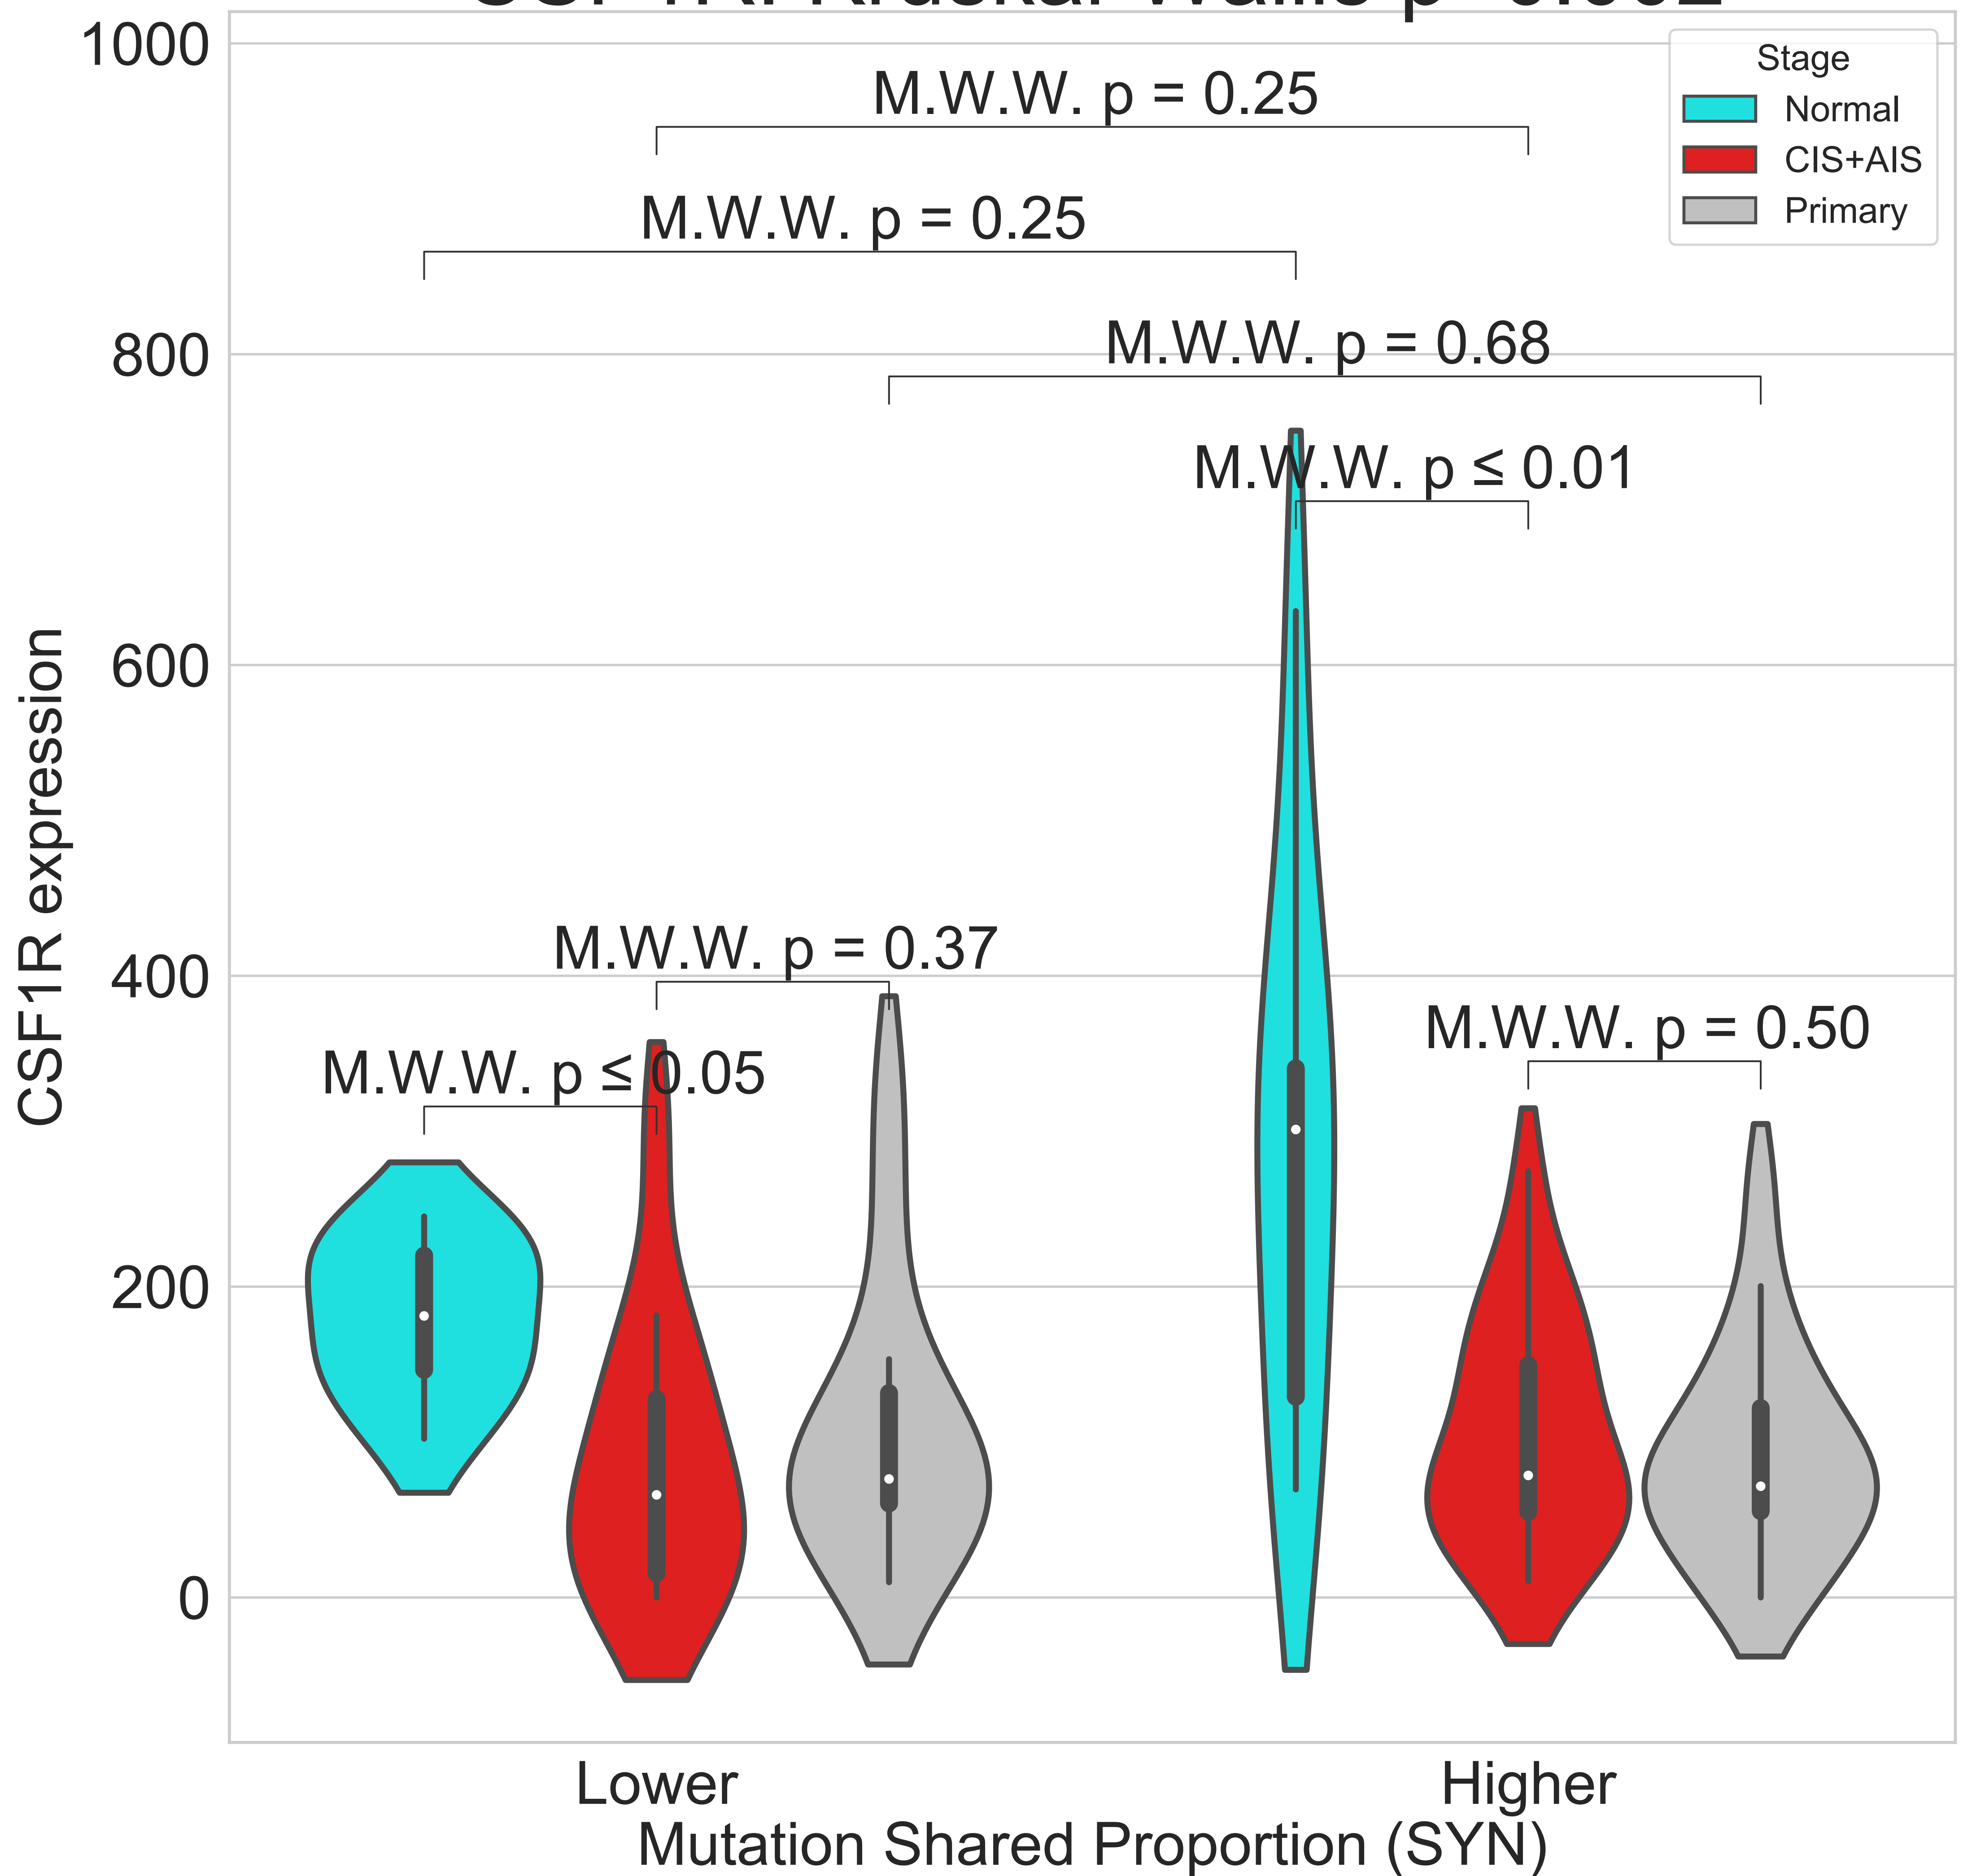 1000
800
600
400
200
0
CSF1R expression
M.W.W. p = 0.25
M.W.W. p = 0.25
M.W.W. p = 0.68
M.W.W. p ≤ 0.01
M.W.W. p = 0.37
M.W.W. p = 0.50
M.W.W. p ≤ 0.05
Stage
Normal
CIS+AIS
Primary
Lower
Higher
Mutation Shared Proportion (SYN)